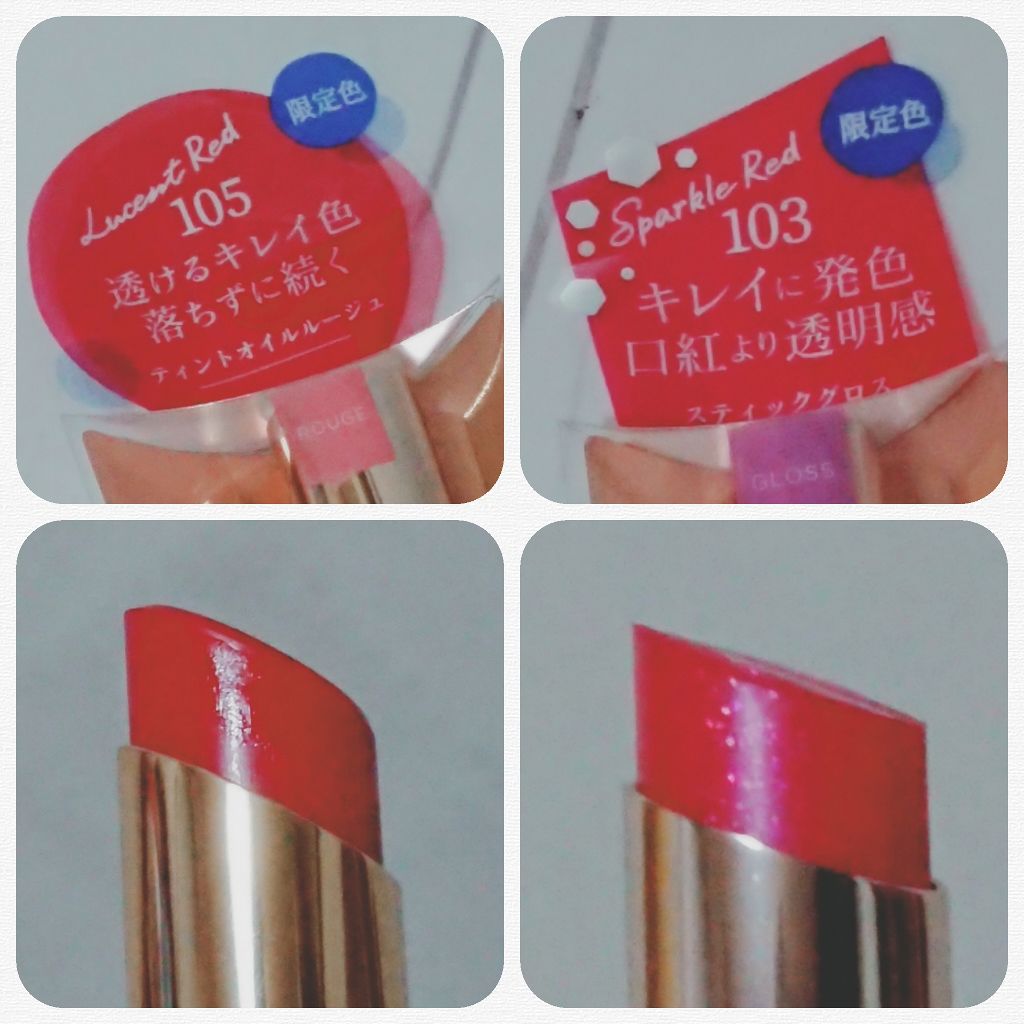 限定色
Lucent Red
105
透けるキレイ色
落ちずに続く
ティントオイルルージュ
ROUGE
限定色
Sparkle Red
103
キレイに発色
口紅より透明感
スティックグロス
GLOSS